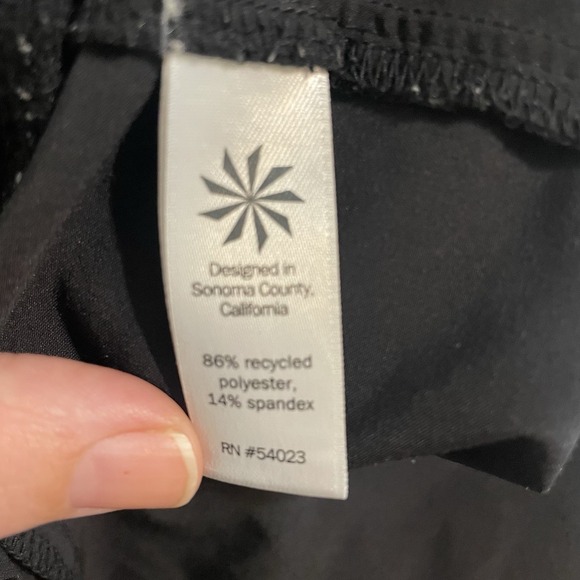 Designed in
Sonoma County,
California
86% recycled
polyester,
14% spandex
RN #54023